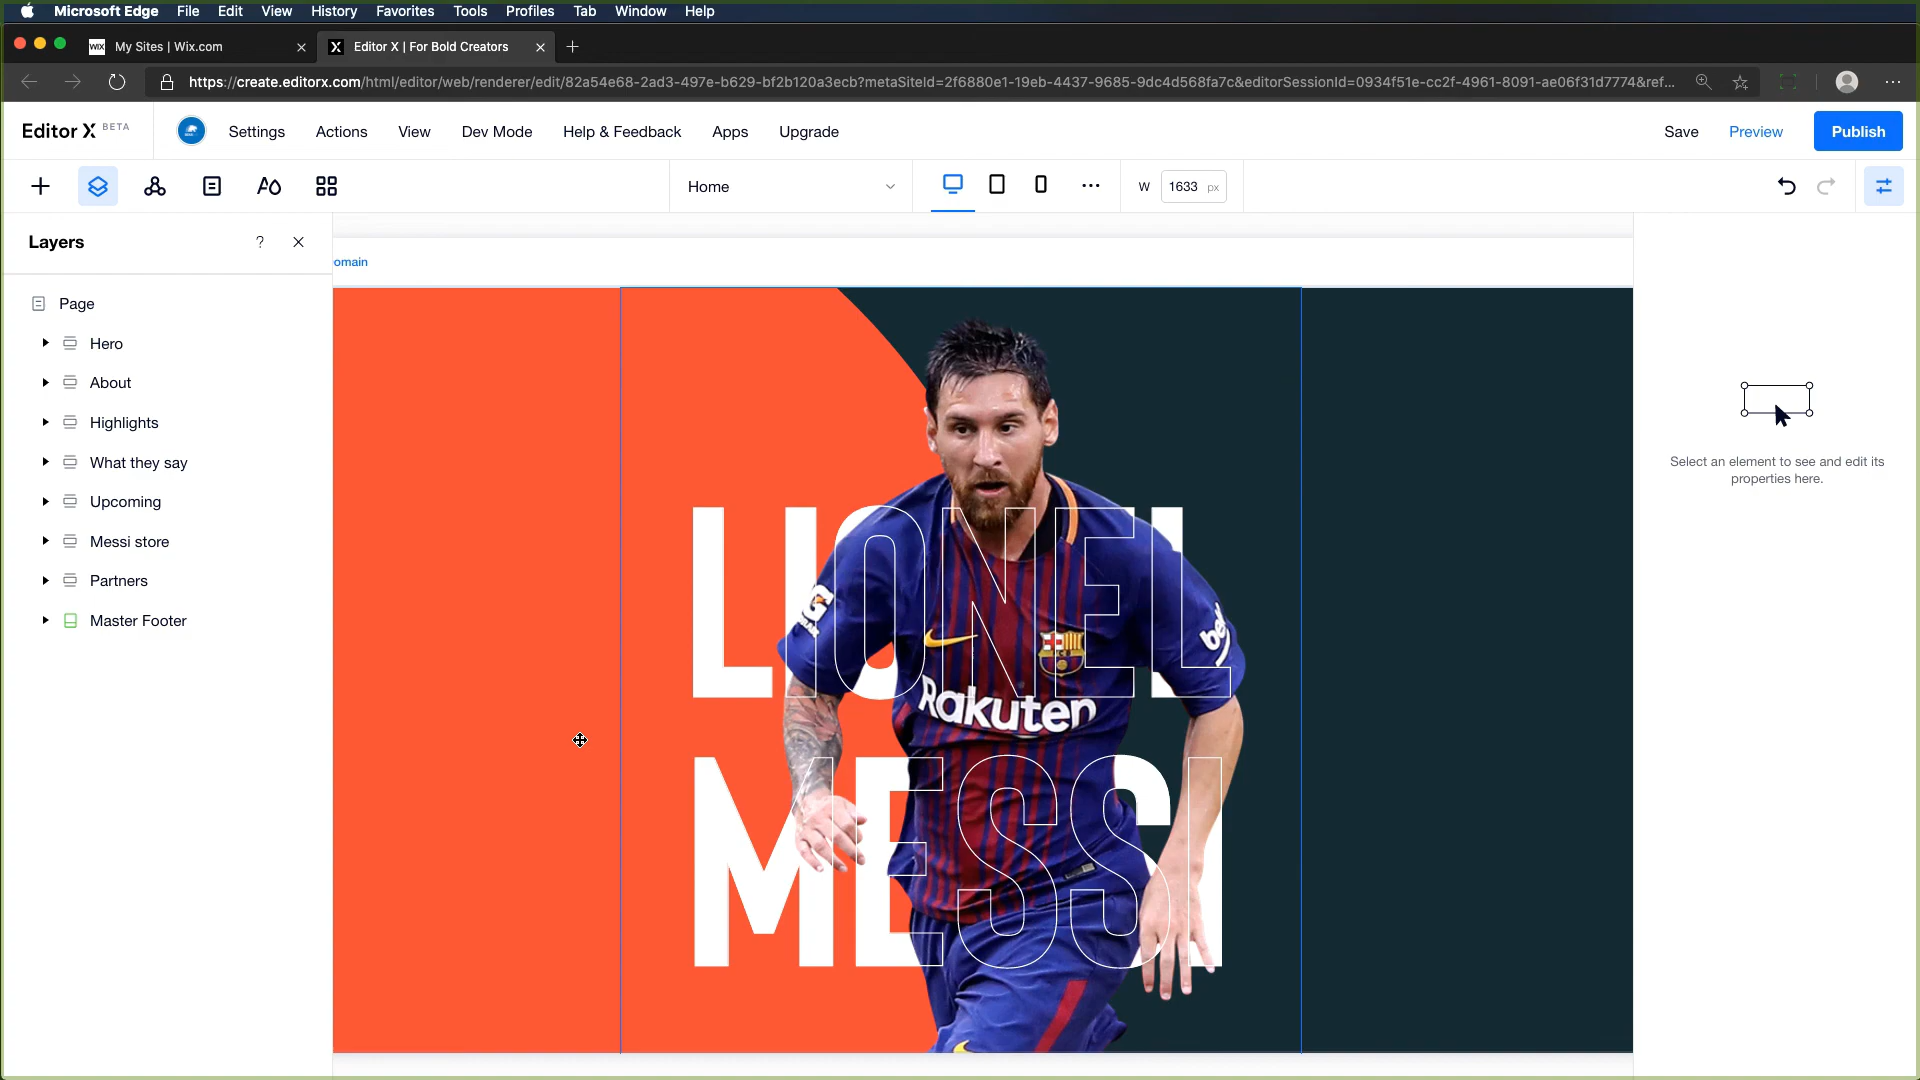 Microsoft Edge File Edit View History Favorites Tools Profiles Tab Window Help
WIX My Sites | Wix.com
X Editor X | For Bold Creators
https://create.editorx.com/html/editor/web/renderer/edit/82a54e68-2ad3-497e-b629-bf2b120a3ecb?metaSiteId=2f6880e1-19eb-4437-9685-9dc4d568fa7c&editorSessionId=0934f51e-cc2f-4961-8091-ae06f31d7774&ref...
Editor X BETA
Settings Actions View Dev Mode Help & Feedback Apps Upgrade
Save Preview Publish
Home
W 1633 px
Layers ?
omain
Page
Hero
About
Highlights
What they say
Upcoming
Messi store
Partners
Master Footer
LIONEL
beko
Rakuten
MESSI
Select an element to see and edit its
properties here.